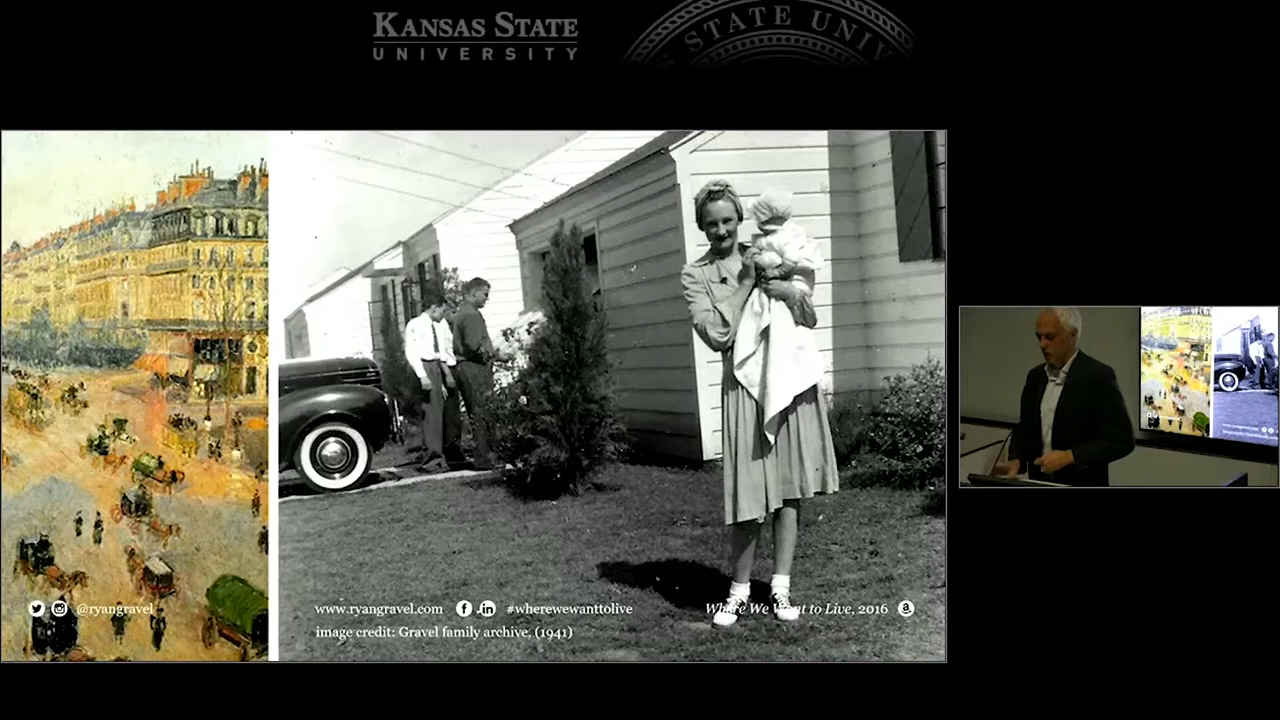 KANSAS STATE
UNIVERSITY
STATE UNIV
@ryangravel
www.ryangravel.com
#wherewewanttolive
Where We Want to Live, 2016
image credit: Gravel family archive, (1941)